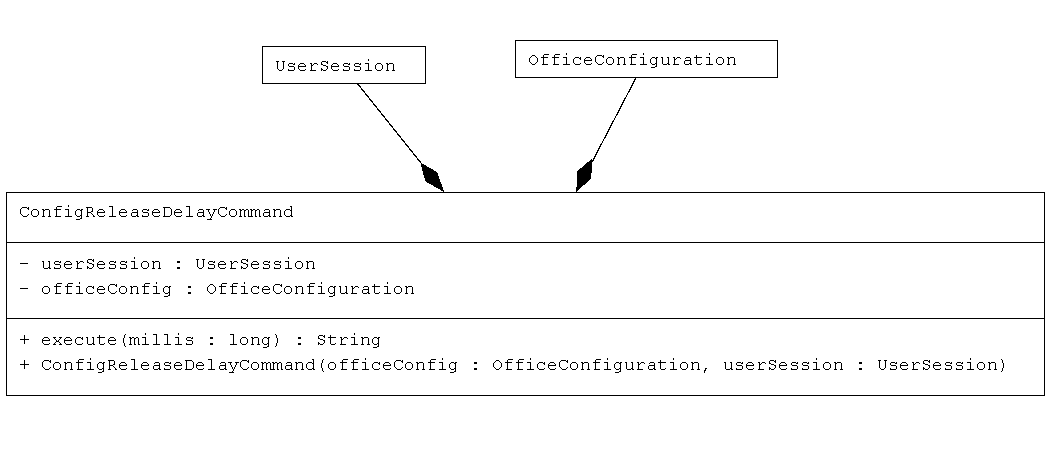 UserSession
OfficeConfiguration
ConfigReleaseDelayCommand
- userSession : UserSession
- officeConfig : OfficeConfiguration
+ execute(millis : long) : String
+ ConfigReleaseDelayCommand(officeConfig : OfficeConfiguration, userSession : UserSession)